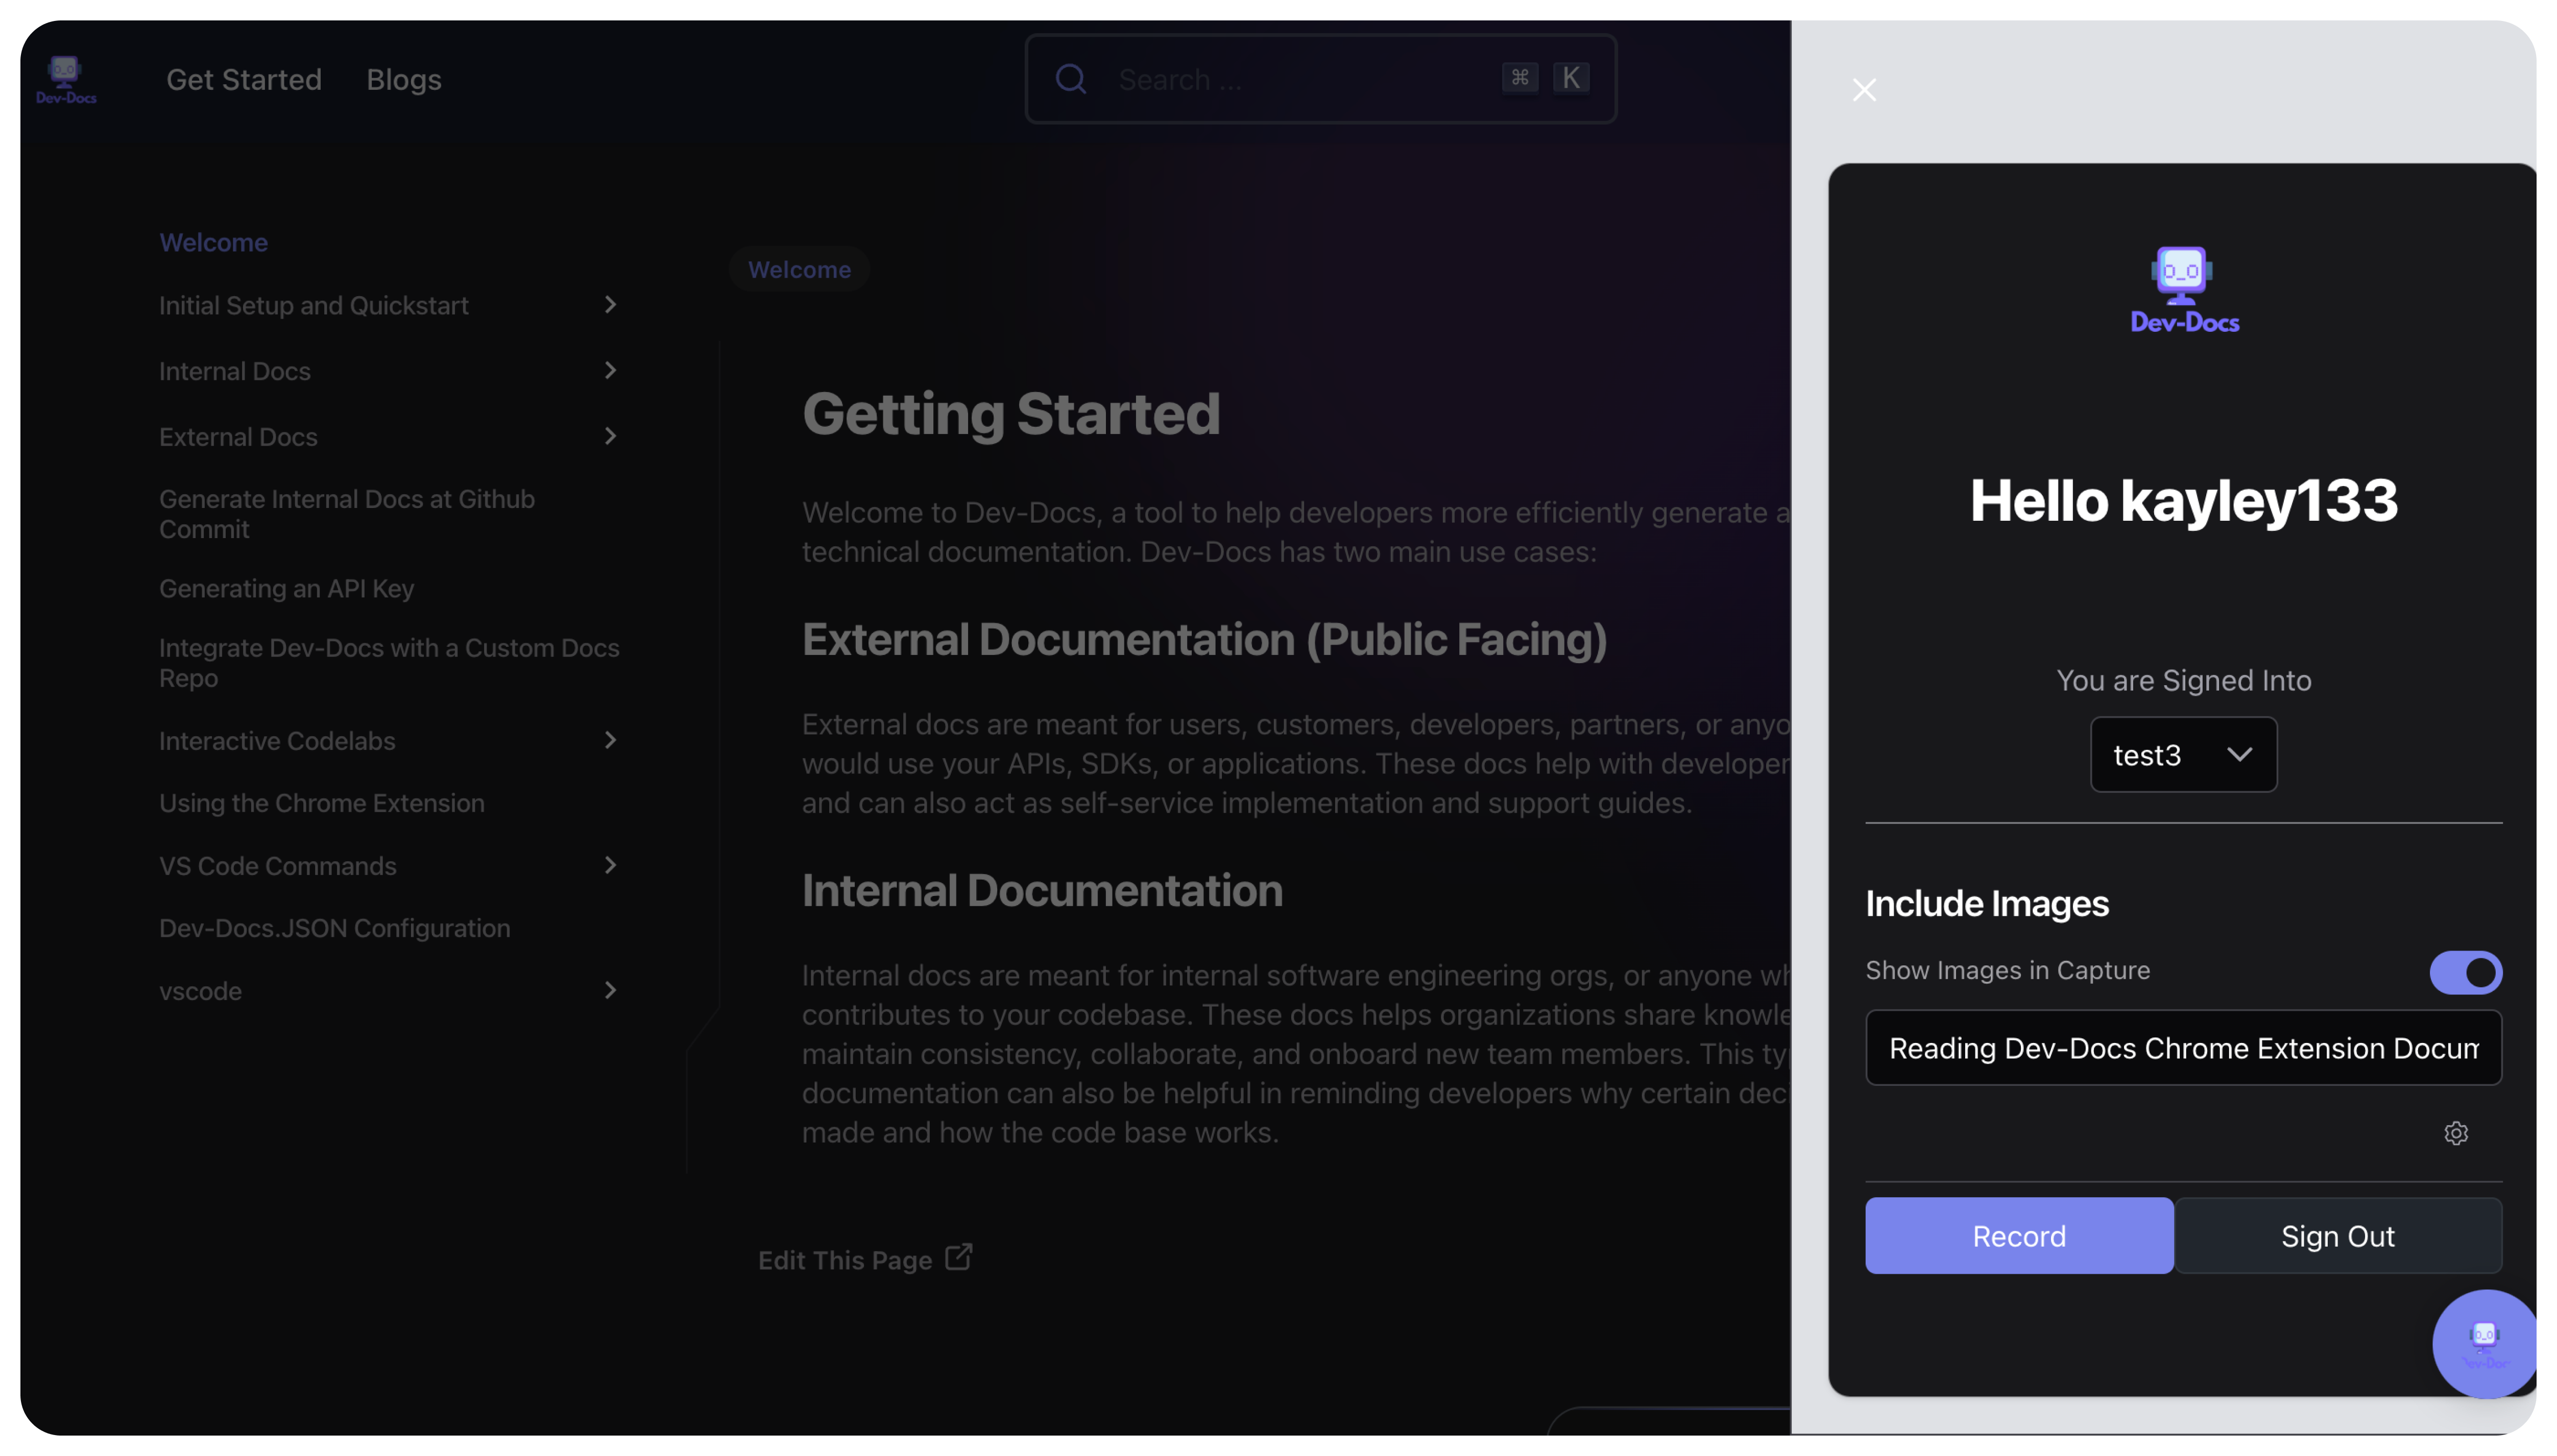 Dev-Docs
Get Started
Blogs
Search ...
⌘ K
Welcome
Initial Setup and Quickstart
Internal Docs
External Docs
Generate Internal Docs at Github
Commit
Generating an API Key
Integrate Dev-Docs with a Custom Docs
Repo
Interactive Codelabs
Using the Chrome Extension
VS Code Commands
Dev-Docs.JSON Configuration
vscode
Welcome
Getting Started
Welcome to Dev-Docs, a tool to help developers more efficiently generate a
technical documentation. Dev-Docs has two main use cases:
External Documentation (Public Facing)
External docs are meant for users, customers, developers, partners, or anyo
would use your APIs, SDKs, or applications. These docs help with developer
and can also act as self-service implementation and support guides.
Internal Documentation
Internal docs are meant for internal software engineering orgs, or anyone wh
contributes to your codebase. These docs helps organizations share knowle
maintain consistency, collaborate, and onboard new team members. This ty
documentation can also be helpful in reminding developers why certain deci
made and how the code base works.
Edit This Page
o_o
Dev-Docs
Hello kayley133
You are Signed Into
test3
Include Images
Show Images in Capture
Reading Dev-Docs Chrome Extension Docum
Record
Sign Out